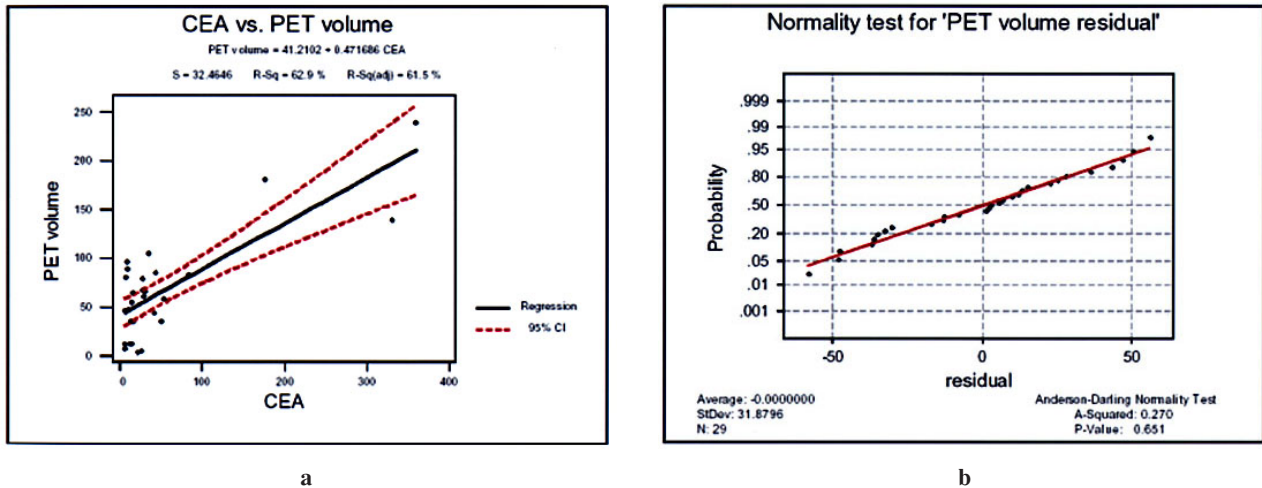 CEA vs. PET volume
PET volume = 41.2102 + 0.471686 CEA
S = 32.4646 R-Sq = 62.9 % R-Sq(adj) = 61.5 %
250
200
150
100
50
0
PET volume
0 100 200 300 400
CEA
Regression
95% CI
a
Normality test for 'PET volume residual'
.999
.99
.95
.80
.50
.20
.05
.01
.001
Probability
-50 0 50
residual
Average: -0.0000000
StDev: 31.8796
N: 29
Anderson-Darling Normality Test
A-Squared: 0.270
P-Value: 0.651
b